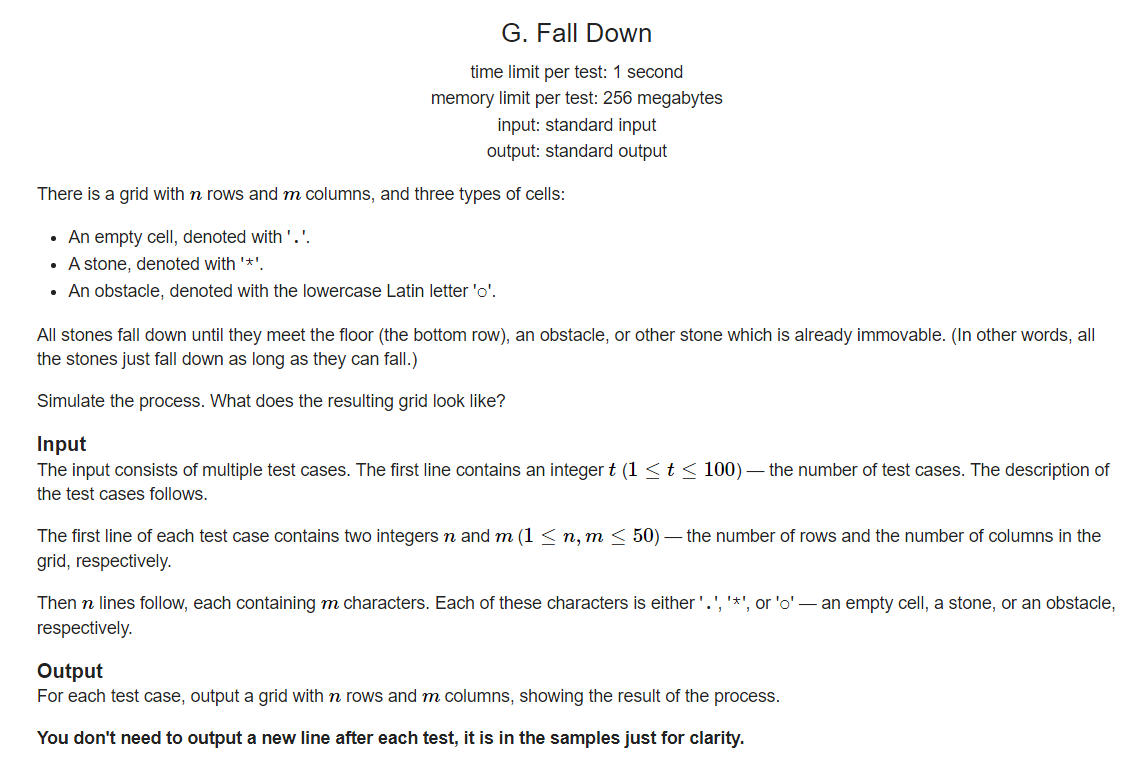 G. Fall Down
time limit per test: 1 second
memory limit per test: 256 megabytes
input: standard input
output: standard output
There is a grid with n rows and m columns, and three types of cells:
• An empty cell, denoted with '.'.
• A stone, denoted with '*'.
• An obstacle, denoted with the lowercase Latin letter 'o'.
All stones fall down until they meet the floor (the bottom row), an obstacle, or other stone which is already immovable. (In other words, all
the stones just fall down as long as they can fall.)
Simulate the process. What does the resulting grid look like?
Input
The input consists of multiple test cases. The first line contains an integer t (1 ≤ t ≤ 100) — the number of test cases. The description of
the test cases follows.
The first line of each test case contains two integers n and m (1 ≤ n, m ≤ 50) — the number of rows and the number of columns in the
grid, respectively.
Then n lines follow, each containing m characters. Each of these characters is either '.', '*', or 'o' — an empty cell, a stone, or an obstacle,
respectively.
Output
For each test case, output a grid with n rows and m columns, showing the result of the process.
You don't need to output a new line after each test, it is in the samples just for clarity.